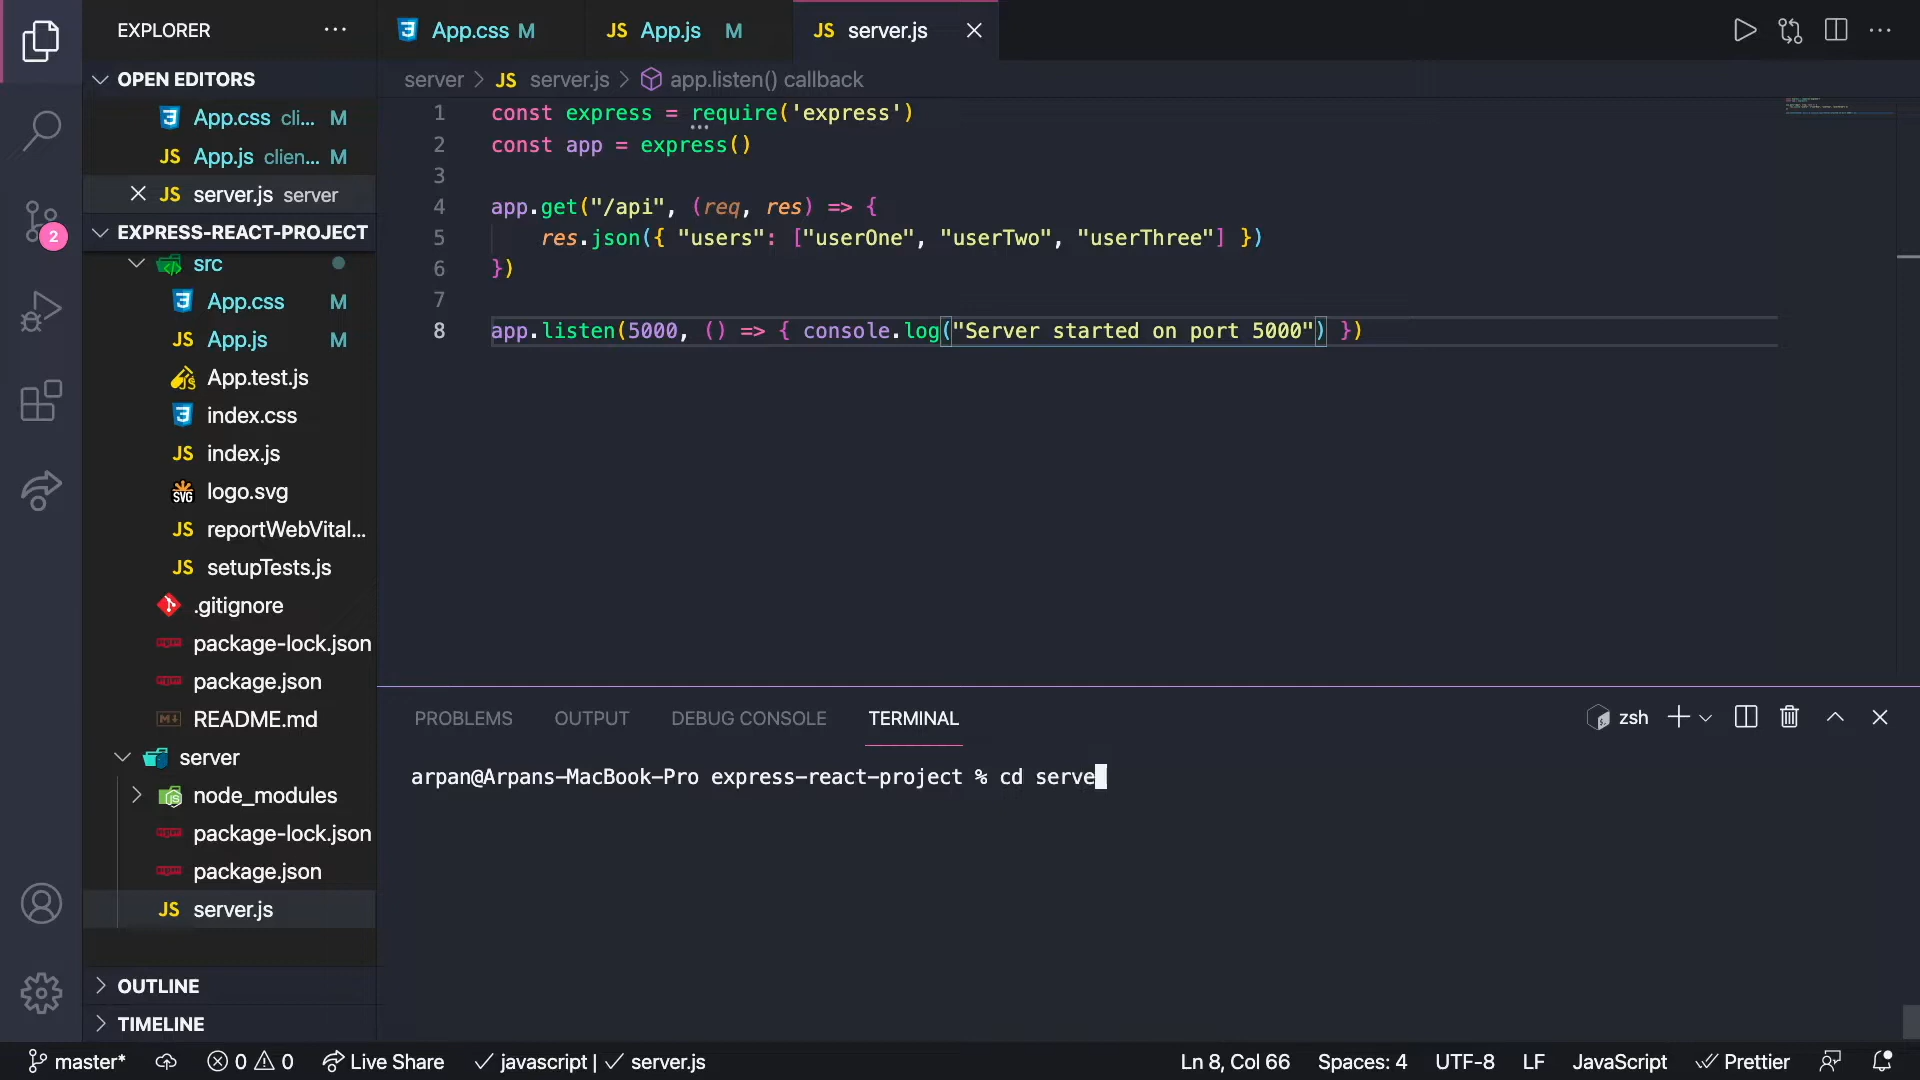 EXPLORER
OPEN EDITORS
App.css cli... M
App.js clien... M
server.js server
2
EXPRESS-REACT-PROJECT
src
App.css M
App.js M
App.test.js
index.css
index.js
logo.svg
reportWebVital...
setupTests.js
.gitignore
package-lock.json
package.json
README.md
server
node_modules
package-lock.json
package.json
server.js
OUTLINE
TIMELINE
App.css M
JS App.js M
JS server.js
server > JS server.js > app.listen() callback
1 const express = require('express')
2 const app = express()
3
4 app.get("/api", (req, res) => {
5 res.json({ "users": ["userOne", "userTwo", "userThree"] })
6 })
7
8 app.listen(5000, () => { console.log("Server started on port 5000") })
PROBLEMS OUTPUT DEBUG CONSOLE TERMINAL
zsh
arpan@Arpans-MacBook-Pro express-react-project % cd serve
master* 0 0 Live Share javascript | server.js Ln 8, Col 66 Spaces: 4 UTF-8 LF JavaScript Prettier